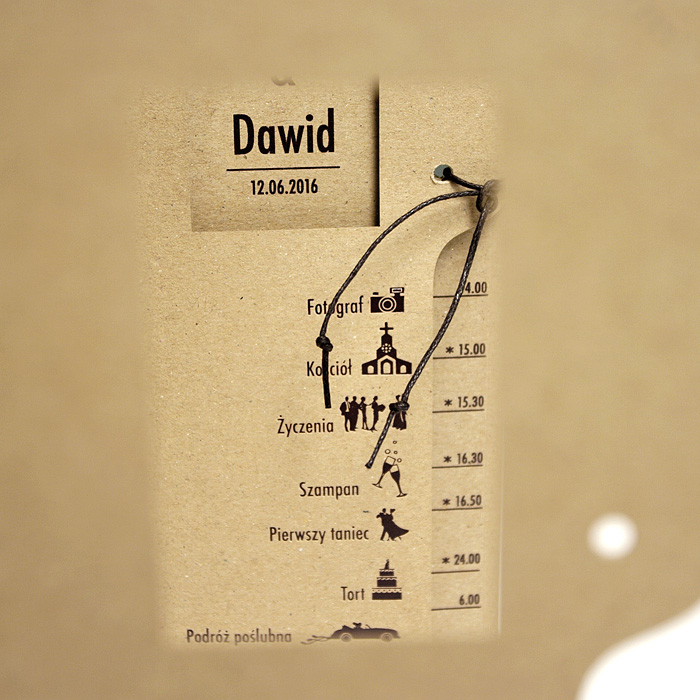 Dawid
12.06.2016
Fotograf
4.00
Kościół
* 15.00
Życzenia
* 15.30
Szampan
* 16.30
Pierwszy taniec
* 16.50
Tort
* 24.00
Podróż poślubna
6.00